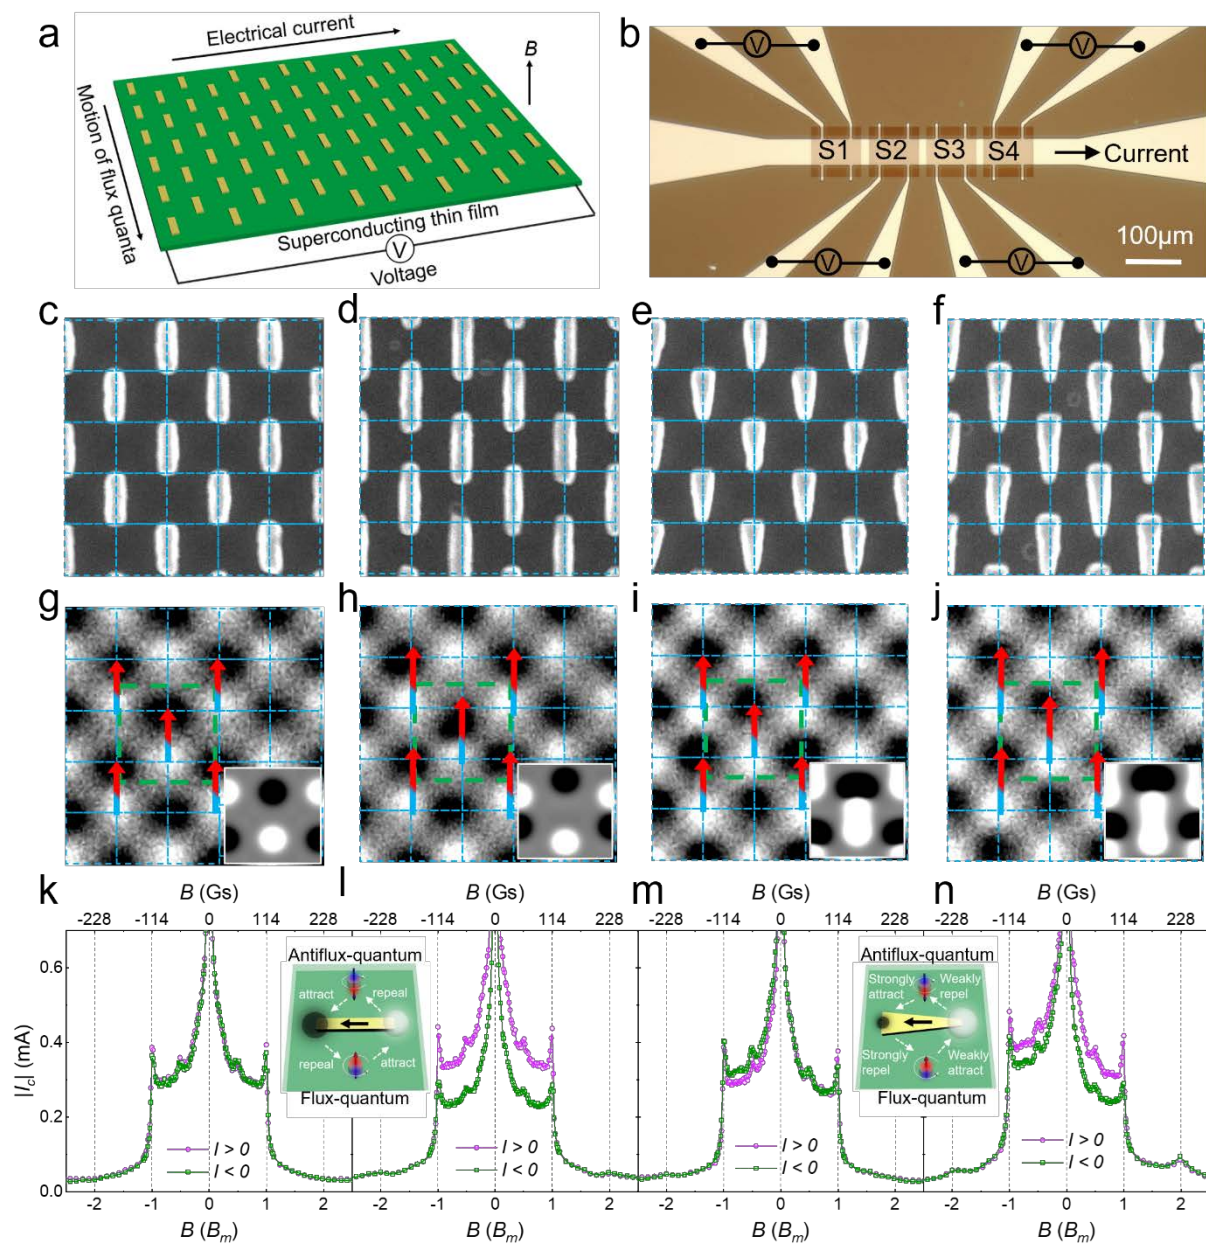 a
Electrical current
B
Motion of
flux quanta
Superconducting thin film
V
Voltage
b
V
V
S1 S2 S3 S4
Current
V
V
100μm
c
d
e
f
g
h
i
j
k
l
m
n
B (Gs)
B (Gs)
B (Gs)
B (Gs)
-228 -114 0 114 228
-228 -114 0 114 228
-228 -114 0 114 228
-228 -114 0 114 228
|Icl| (mA)
0.6
0.4
0.2
0.0
Antiflux-quantum
attract
repeal
repeal
attract
Flux-quantum
Antiflux-quantum
Strongly
attract
Weakly
repel
Strongly
repel
Weakly
attract
Flux-quantum
I > 0
I < 0
I > 0
I < 0
I > 0
I < 0
I > 0
I < 0
-2 -1 0 1 2
-2 -1 0 1 2
-2 -1 0 1 2
-2 -1 0 1 2
B (Bm)
B (Bm)
B (Bm)
B (Bm)